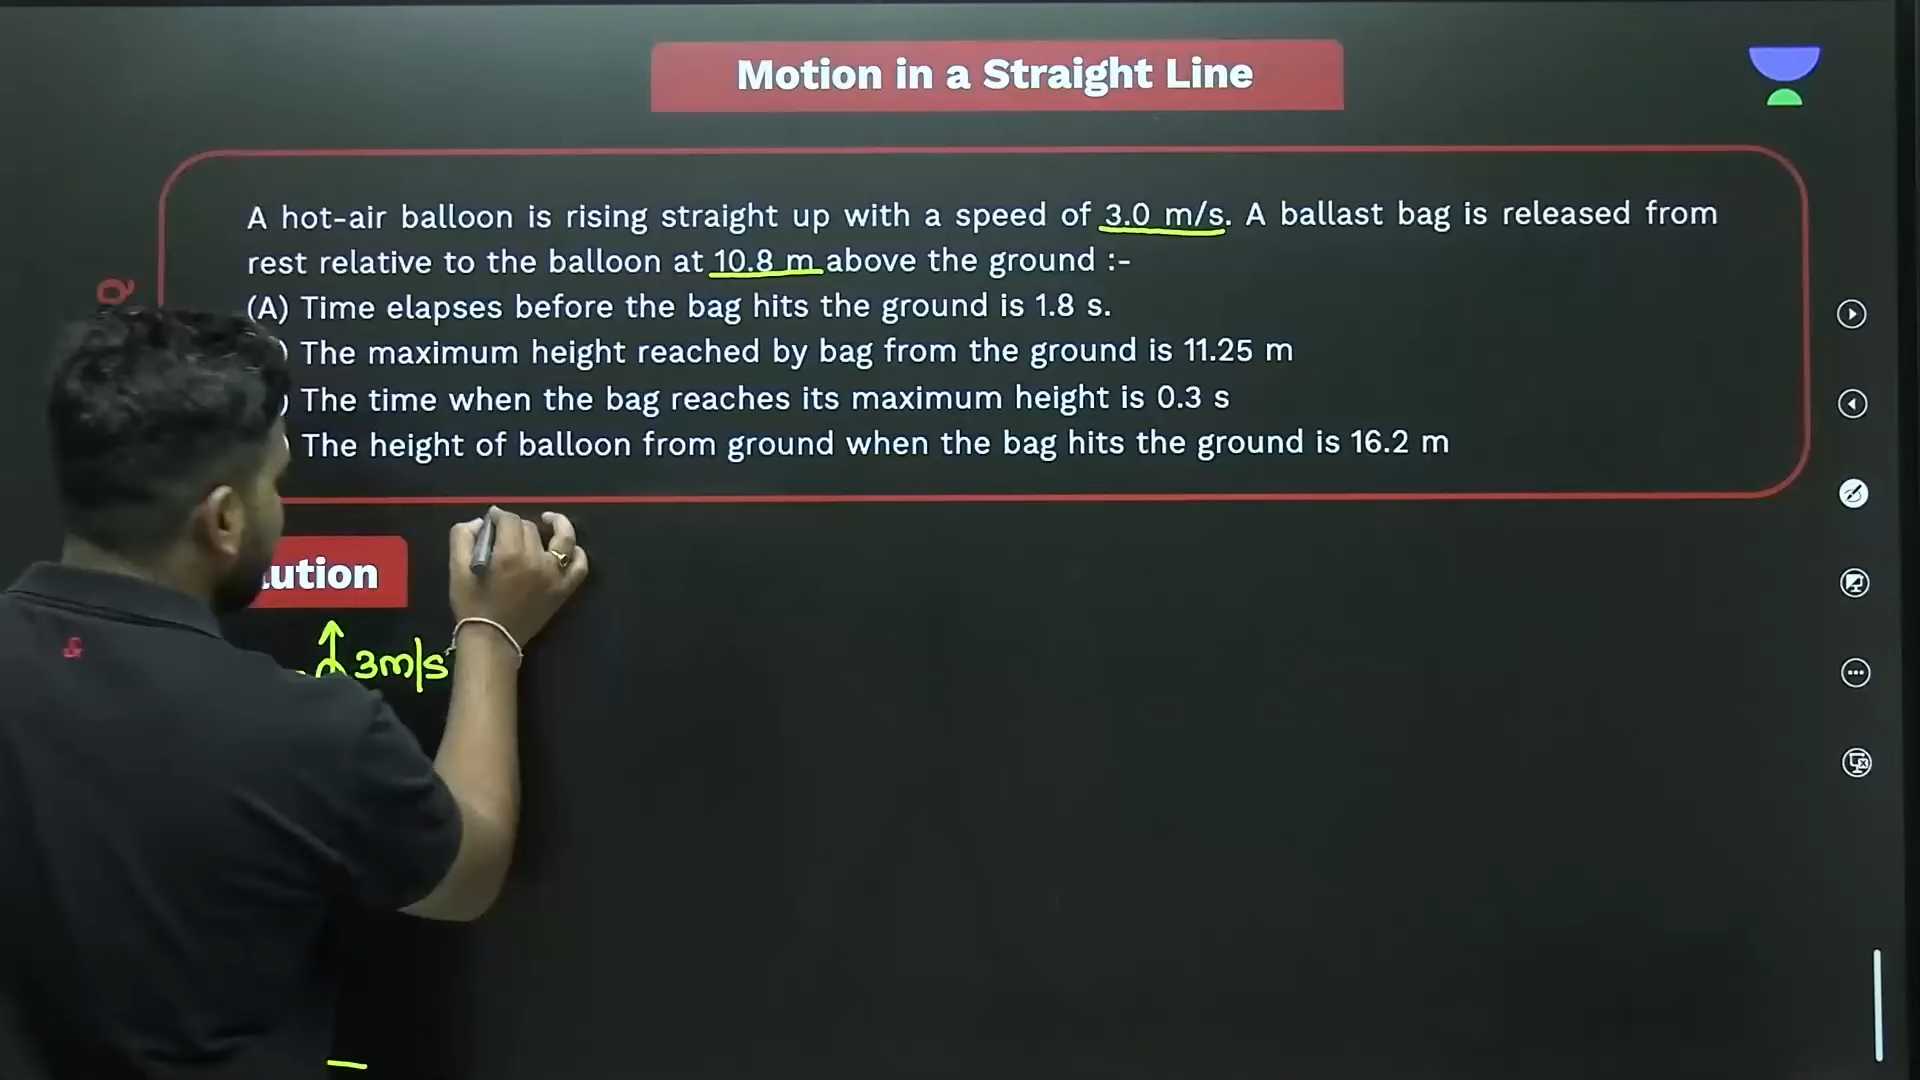 Motion in a Straight Line
A hot-air balloon is rising straight up with a speed of 3.0 m/s. A ballast bag is released from
rest relative to the balloon at 10.8 m above the ground :-
(A) Time elapses before the bag hits the ground is 1.8 s.
) The maximum height reached by bag from the ground is 11.25 m
) The time when the bag reaches its maximum height is 0.3 s
) The height of balloon from ground when the bag hits the ground is 16.2 m
lution
3m/s